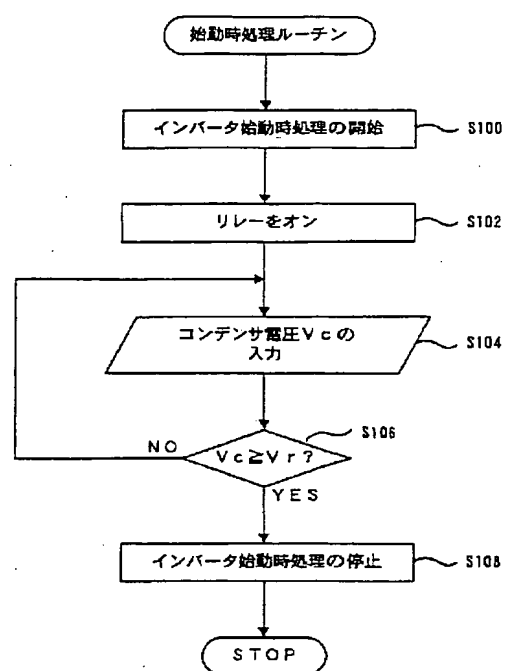 始動時処理ルーチン
インバータ始動時処理の開始
S100
リレーをオン
S102
コンデンサ電圧Vcの
入力
S104
S106
NO
Vc≧Vr?
YES
インバータ始動時処理の停止
S108
STOP